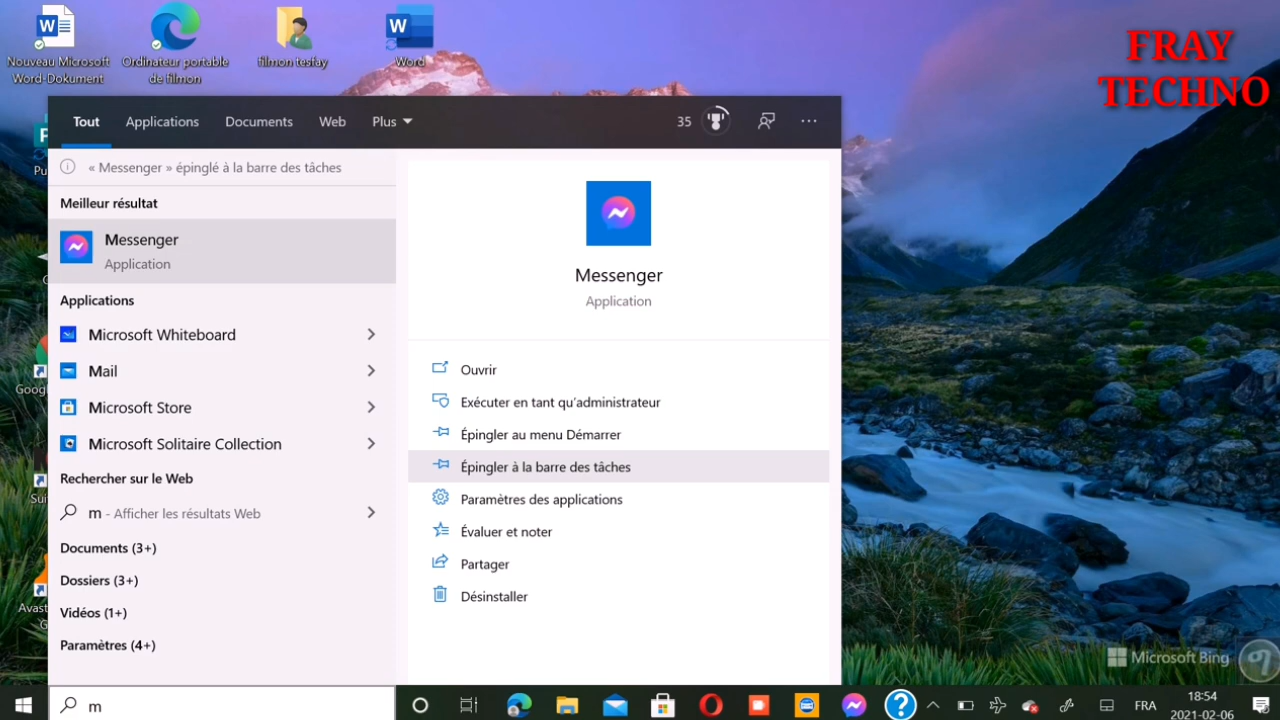 Nouveau Microsoft
Word-Dokument
Ordinateur portable
de filmon
filmon tesfay
Word
FRAY
TECHNO
Tout
Applications
Documents
Web
Plus
35
« Messenger » épinglé à la barre des tâches
Meilleur résultat
Messenger
Application
Applications
Microsoft Whiteboard
Mail
Microsoft Store
Microsoft Solitaire Collection
Rechercher sur le Web
m - Afficher les résultats Web
Documents (3+)
Dossiers (3+)
Vidéos (1+)
Paramètres (4+)
Messenger
Application
Ouvrir
Exécuter en tant qu'administrateur
Épingler au menu Démarrer
Épingler à la barre des tâches
Paramètres des applications
Évaluer et noter
Partager
Désinstaller
Pu
Goog
Sui
Avast
Microsoft Bing
m
FRA
18:54
2021-02-06